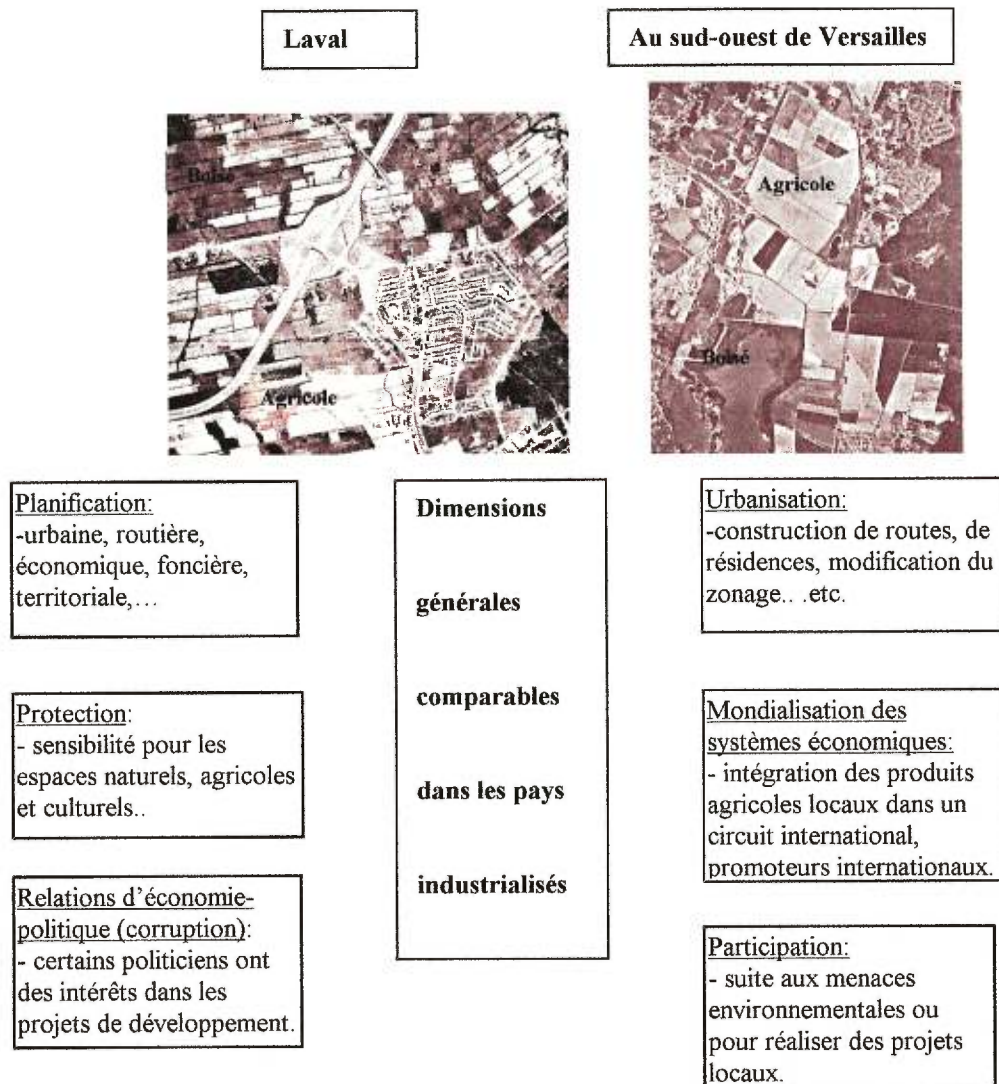 Laval
Au sud-ouest de Versailles
Boisé
Agricole
Agricole
Boisé
Planification:
-urbaine, routière,
économique, foncière,
territoriale,…
Protection:
- sensibilité pour les
espaces naturels, agricoles
et culturels..
Relations d'économie-
politique (corruption):
- certains politiciens ont
des intérêts dans les
projets de développement.
Dimensions
générales
comparables
dans les pays
industrialisés
Urbanisation:
-construction de routes, de
résidences, modification du
zonage.. .etc.
Mondialisation des
systèmes économiques:
- intégration des produits
agricoles locaux dans un
circuit international,
promoteurs internationaux.
Participation:
- suite aux menaces
environnementales ou
pour réaliser des projets
locaux.